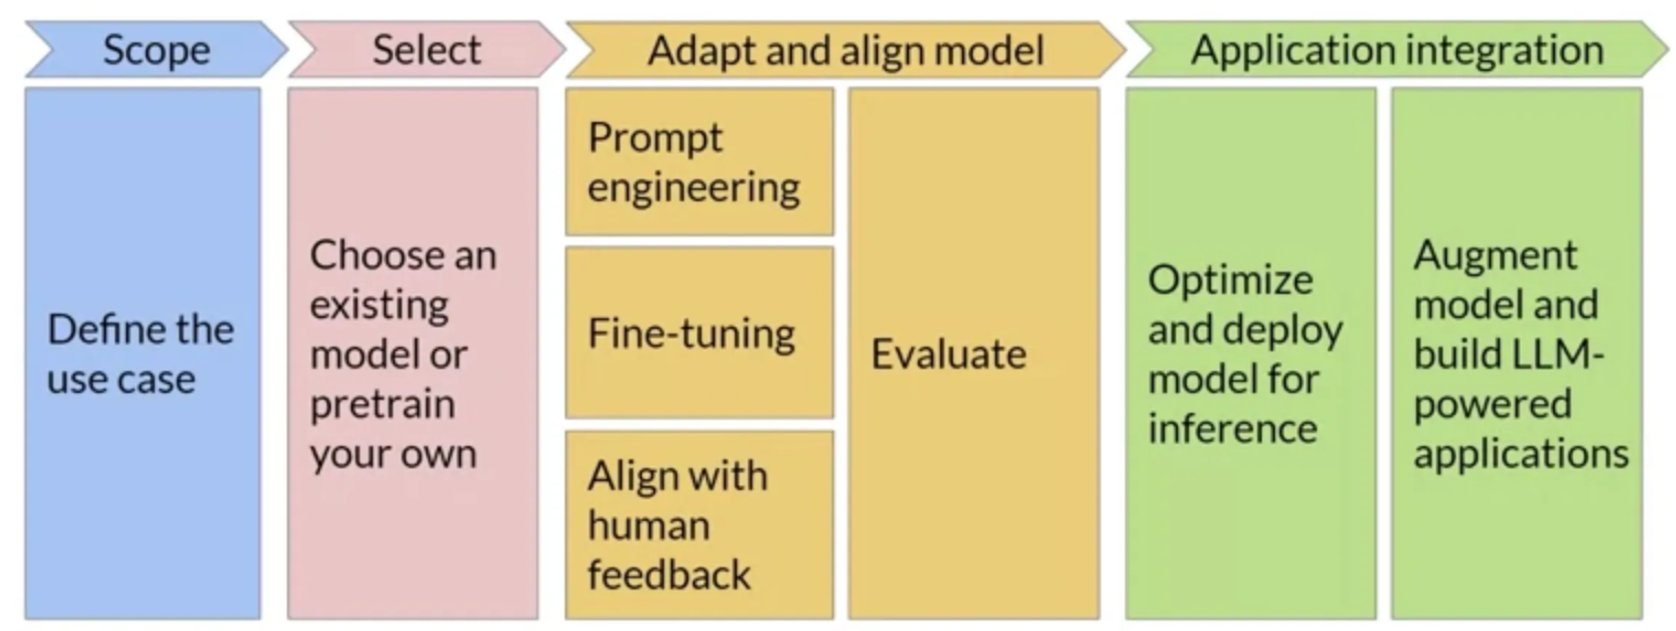 Scope
Select
Adapt and align model
Application integration
Define the
use case
Choose an
existing
model or
pretrain
your own
Prompt
engineering
Fine-tuning
Align with
human
feedback
Evaluate
Optimize
and deploy
model for
inference
Augment
model and
build LLM-
powered
applications